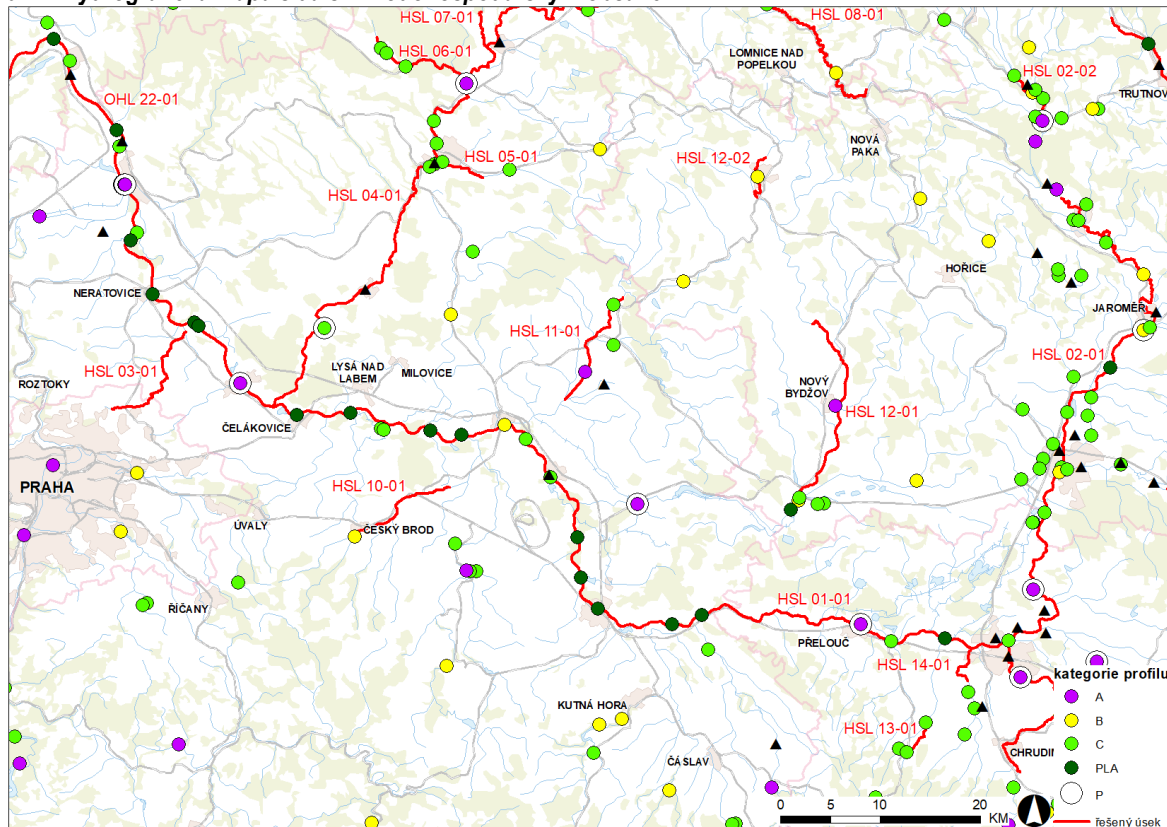 HSL 07-01
HSL 08-01
HSL 06-01
LOMNICE NAD
POPELKOU
HSL 02-02
TRUTNOV
OHL 22-01
NOVÁ
PAKA
HSL 05-01
HSL 12-02
HSL 04-01
HOŘICE
NERATOVICE
JAROMĚŘ
HSL 11-01
HSL 02-01
LYSÁ NAD
LABEM
MILOVICE
HSL 03-01
ROZTOKY
NOVÝ
BYDŽOV
HSL 12-01
ČELÁKOVICE
PRAHA
HSL 10-01
ÚVALY
ČESKÝ BROD
ŘÍČANY
HSL 01-01
PŘELOUČ
HSL 14-01
kategorie profilu
A
B
C
PLA
P
řešený úsek
KUTNÁ HORA
HSL 13-01
CHRUDIM
ČÁSLAV
0 5 10 20
KM